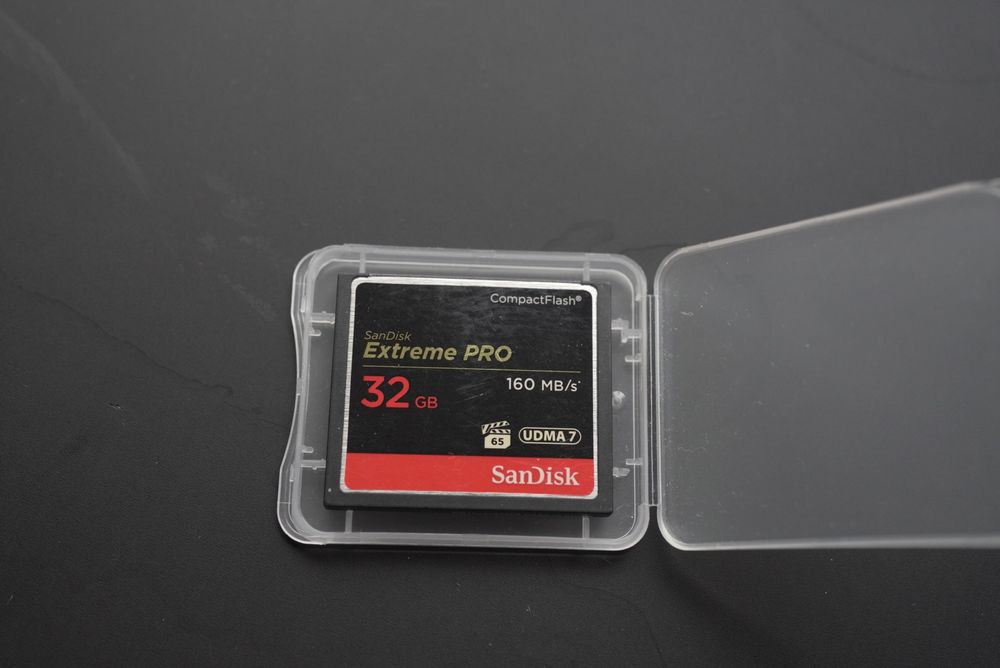 CompactFlash®
SanDisk
Extreme PRO
32 GB
160 MB/s*
65
UDMA 7
SanDisk